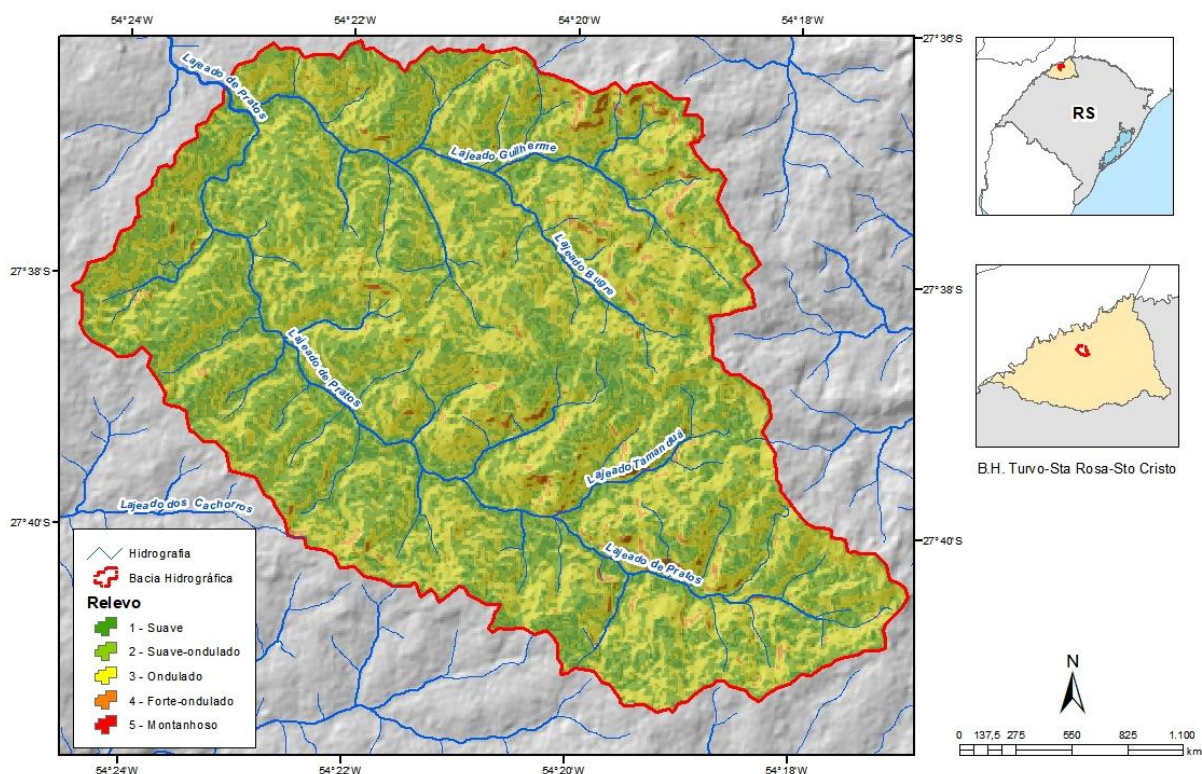 54°24'W
54°22'W
54°20'W
54°18'W
27°36'S
27°38'S
27°38'S
27°40'S
27°40'S
54°24'W
54°22'W
54°20'W
54°18'W
Lajeado de Pratos
Lajeado Guilherme
Lajeado Bugre
Lajeado de Pratos
Lajeado Tamanduá
Lajeado dos Cachorros
Lajeado de Pratos
Hidrografia
Bacia Hidrográfica
Relevo
1 - Suave
2 - Suave-ondulado
3 - Ondulado
4 - Forte-ondulado
5 - Montanhoso
RS
B.H. Turvo-Sta Rosa-Sto Cristo
N
0 137,5 275 550 825 1.100
km